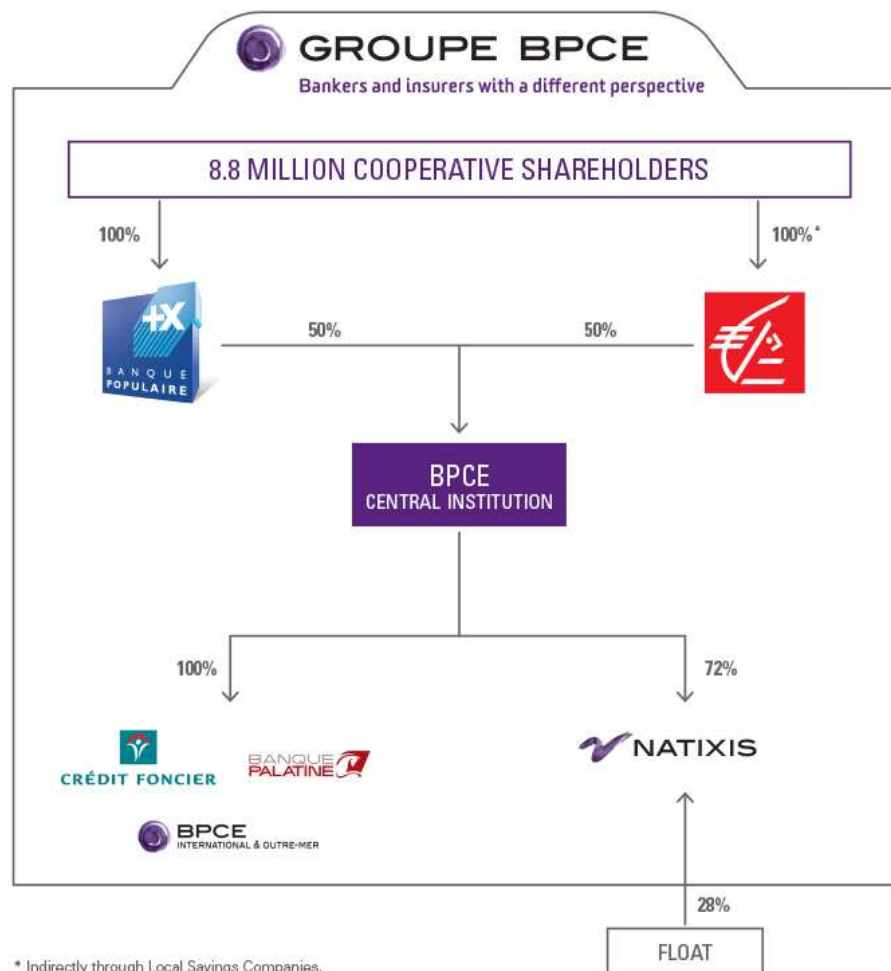 GROUPE BPCE
Bankers and insurers with a different perspective
8.8 MILLION COOPERATIVE SHAREHOLDERS
100%
100%*
+X
BANQUE
POPULAIRE
50%
50%
BPCE
CENTRAL INSTITUTION
100%
72%
CRÉDIT FONCIER
BANQUE
PALATINE
NATIXIS
BPCE
INTERNATIONAL & OUTRE-MER
28%
FLOAT
* Indirectly through Local Savings Companies.